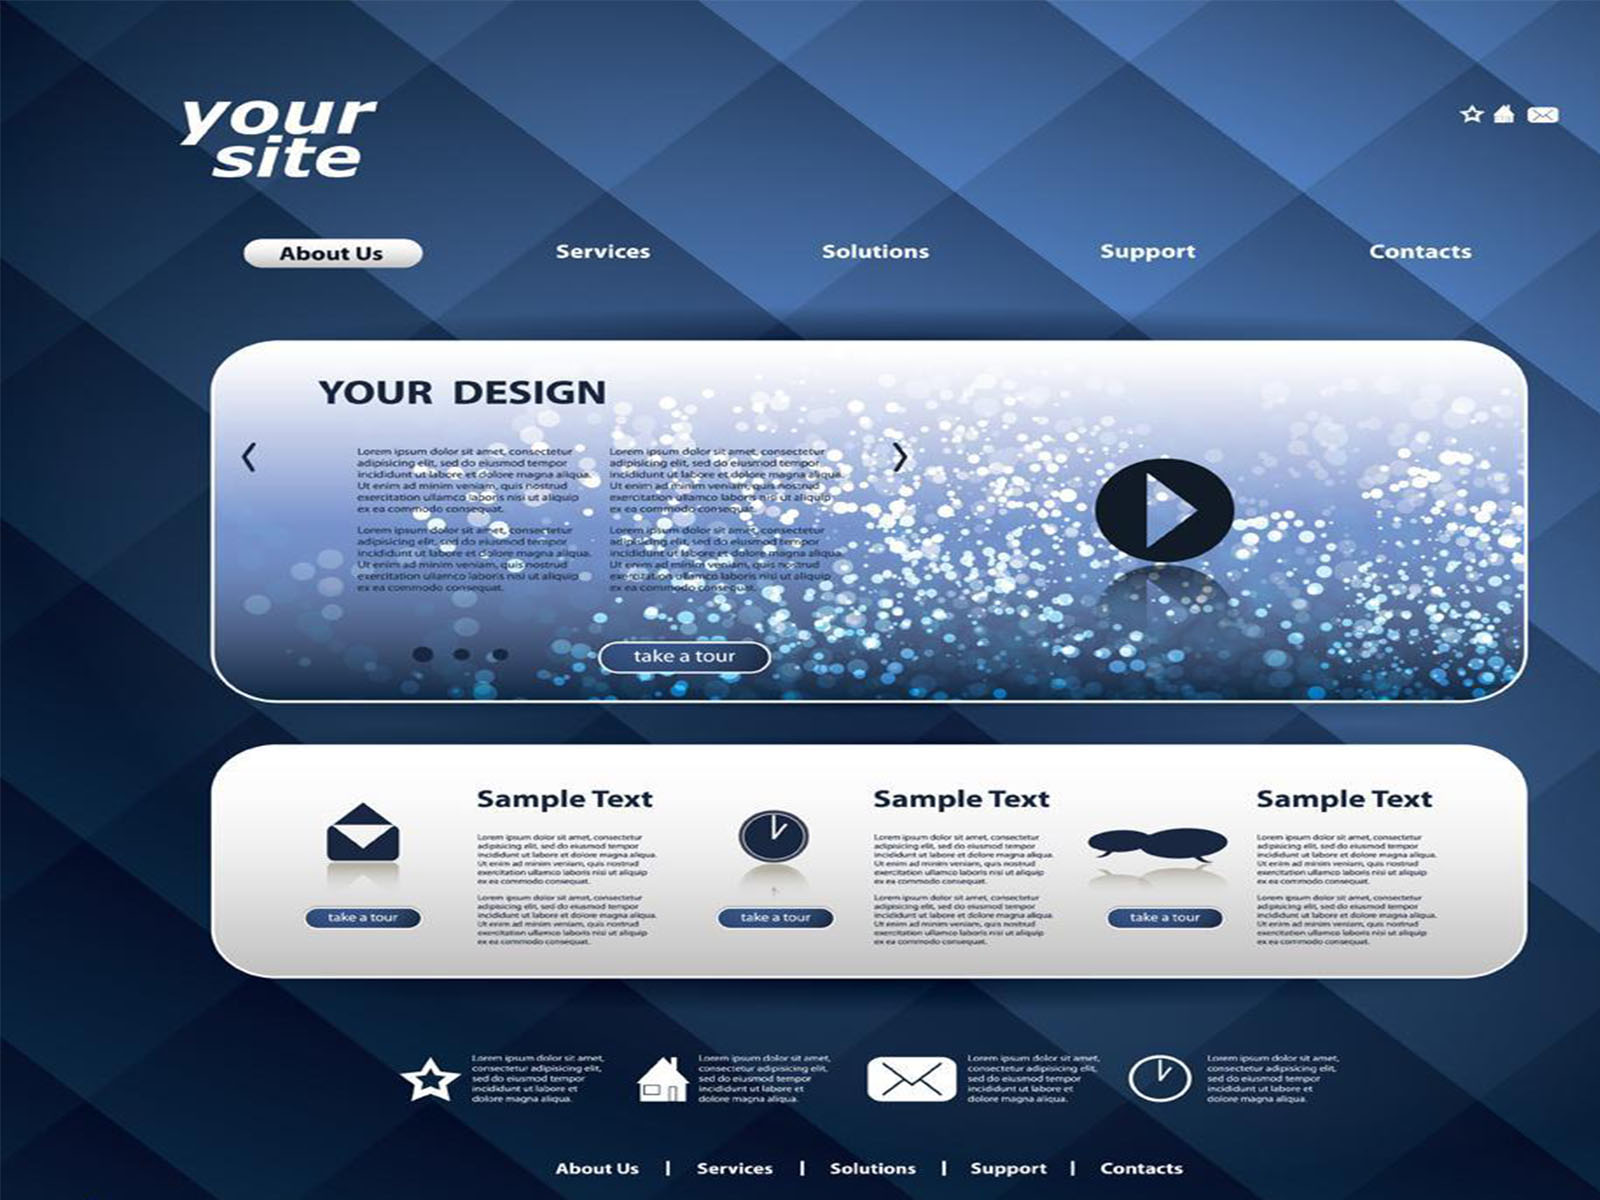 your
site
About Us
Services
Solutions
Support
Contacts
YOUR DESIGN
Lorem ipsum dolor sit amet, consectetur
adipisicing elit, sed do eiusmod tempor
incididunt ut labore et dolore magna aliqua.
Ut enim ad minim veniam, quis nostrud
exercitation ullamco laboris nisi ut aliquip
ex ea commodo consequat.
Lorem ipsum dolor sit amet, consectetur
adipisicing elit, sed do eiusmod tempor
incididunt ut labore et dolore magna aliqua.
Ut enim ad minim veniam, quis nostrud
exercitation ullamco laboris nisi ut aliquip
ex ea commodo consequat.
Lorem ipsum dolor sit amet, consectetur
adipisicing elit, sed do eiusmod tempor
incididunt ut labore et dolore magna aliqua.
Ut enim ad minim veniam, quis nostrud
exercitation ullamco laboris nisi ut aliquip
ex ea commodo consequat.
Lorem ipsum dolor sit amet, consectetur
adipisicing elit, sed do eiusmod tempor
incididunt ut labore et dolore magna aliqua.
Ut enim ad minim veniam, quis nostrud
exercitation ullamco laboris nisi ut aliquip
ex ea commodo consequat.
take a tour
take a tour
Sample Text
Lorem ipsum dolor sit amet, consectetur
adipisicing elit, sed do eiusmod tempor
incididunt ut labore et dolore magna aliqua.
Ut enim ad minim veniam, quis nostrud
exercitation ullamco laboris nisi ut aliquip
ex ea commodo consequat.
Lorem ipsum dolor sit amet, consectetur
adipisicing elit, sed do eiusmod tempor
incididunt ut labore et dolore magna aliqua.
Ut enim ad minim veniam, quis nostrud
exercitation ullamco laboris nisi ut aliquip
ex ea commodo consequat.
take a tour
Sample Text
Lorem ipsum dolor sit amet, consectetur
adipisicing elit, sed do eiusmod tempor
incididunt ut labore et dolore magna aliqua.
Ut enim ad minim veniam, quis nostrud
exercitation ullamco laboris nisi ut aliquip
ex ea commodo consequat.
Lorem ipsum dolor sit amet, consectetur
adipisicing elit, sed do eiusmod tempor
incididunt ut labore et dolore magna aliqua.
Ut enim ad minim veniam, quis nostrud
exercitation ullamco laboris nisi ut aliquip
ex ea commodo consequat.
take a tour
Sample Text
Lorem ipsum dolor sit amet, consectetur
adipisicing elit, sed do eiusmod tempor
incididunt ut labore et dolore magna aliqua.
Ut enim ad minim veniam, quis nostrud
exercitation ullamco laboris nisi ut aliquip
ex ea commodo consequat.
Lorem ipsum dolor sit amet, consectetur
adipisicing elit, sed do eiusmod tempor
incididunt ut labore et dolore magna aliqua.
Ut enim ad minim veniam, quis nostrud
exercitation ullamco laboris nisi ut aliquip
ex ea commodo consequat.
Lorem ipsum dolor sit amet,
consectetur adipisicing elit,
sed do eiusmod tempor
incididunt ut labore et
dolore magna aliqua.
Lorem ipsum dolor sit amet,
consectetur adipisicing elit,
sed do eiusmod tempor
incididunt ut labore et
dolore magna aliqua.
Lorem ipsum dolor sit amet,
consectetur adipisicing elit,
sed do eiusmod tempor
incididunt ut labore et
dolore magna aliqua.
Lorem ipsum dolor sit amet,
consectetur adipisicing elit,
sed do eiusmod tempor
incididunt ut labore et
dolore magna aliqua.
About Us | Services | Solutions | Support | Contacts